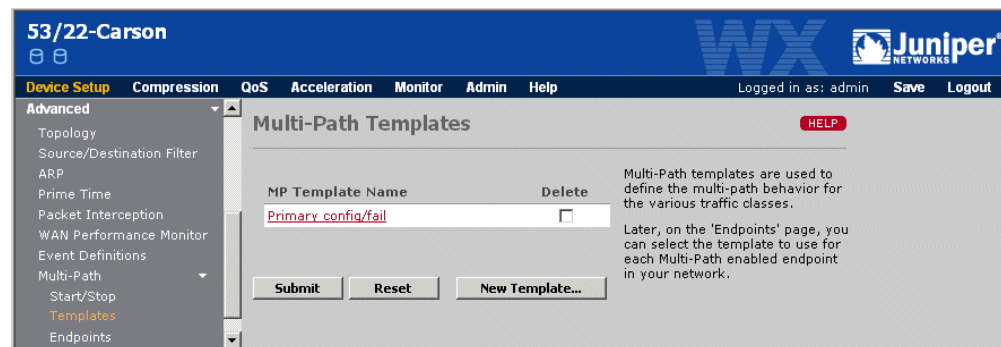 53/22-Carson
WX
Juniper®
NETWORKS
Device Setup Compression QoS Acceleration Monitor Admin Help Logged in as: admin Save Logout
Advanced
Topology
Source/Destination Filter
ARP
Prime Time
Packet Interception
WAN Performance Monitor
Event Definitions
Multi-Path
Start/Stop
Templates
Endpoints
Multi-Path Templates
HELP
MP Template Name Delete
Primary config/fail
Submit Reset New Template...
Multi-Path templates are used to
define the multi-path behavior for
the various traffic classes.
Later, on the 'Endpoints' page, you
can select the template to use for
each Multi-Path enabled endpoint
in your network.